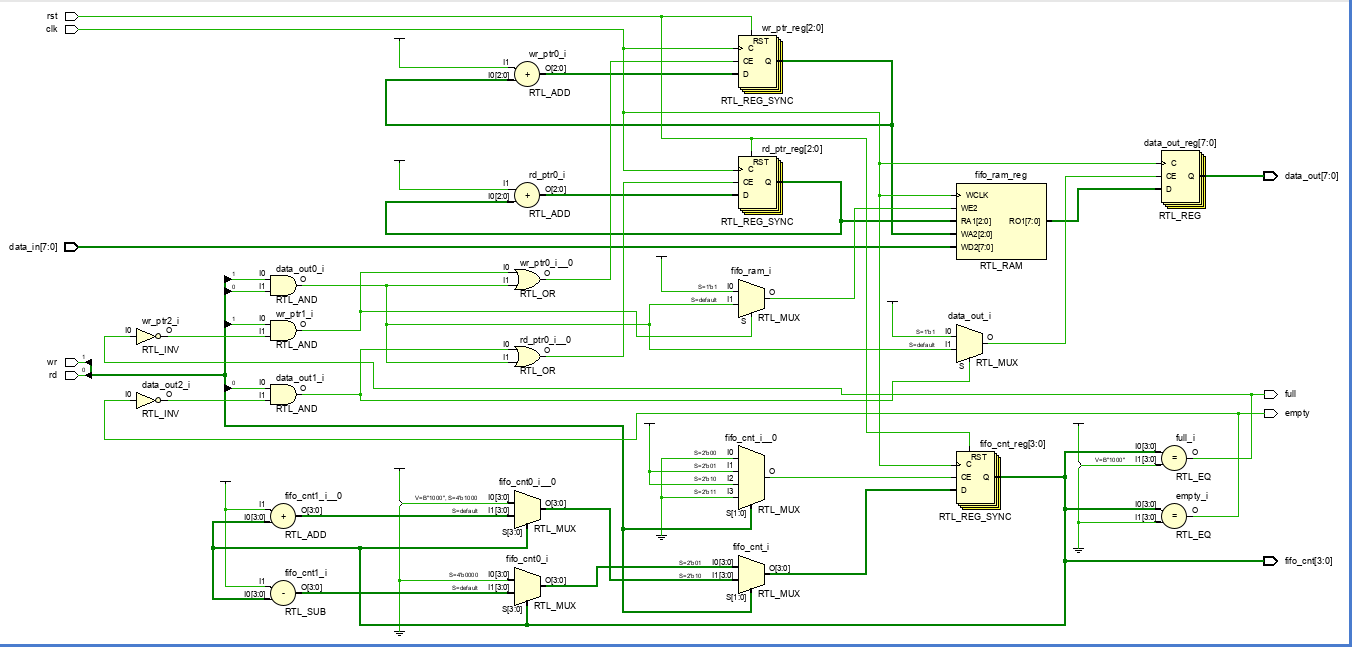 rst
clk
wr_ptr_reg[2:0]
RST
C
CE Q
D
RTL_REG_SYNC
wr_ptr0_i
I1
I0[2:0] + O[2:0]
RTL_ADD
rd_ptr_reg[2:0]
RST
C
CE Q
D
RTL_REG_SYNC
rd_ptr0_i
I1
I0[2:0] + O[2:0]
RTL_ADD
data_out_reg[7:0]
C
CE Q
D
RTL_REG
data_out[7:0]
fifo_ram_reg
WCLK
WE2
RA1[2:0] RO1[7:0]
WA2[2:0]
WD2[7:0]
RTL_RAM
data_in[7:0]
data_out0_i
1 I0 O
0 I1
RTL_AND
wr_ptr0_i__0
I0 O
I1
RTL_OR
fifo_ram_i
S=1'b1 I0 O
S=default I1
S
RTL_MUX
wr_ptr2_i
I0 O
RTL_INV
wr_ptr1_i
1 I0 O
I1
RTL_AND
data_out_i
S=1'b1 I0 O
S=default I1
S
RTL_MUX
rd_ptr0_i__0
I0 O
I1
RTL_OR
wr 1
rd 0
data_out2_i
I0 O
RTL_INV
data_out1_i
0 I0 O
I1
RTL_AND
full
empty
fifo_cnt_i__0
S=2'b00 I0
S=2'b01 I1 O
S=2'b10 I2
S=2'b11 I3
S[1:0]
RTL_MUX
fifo_cnt_reg[3:0]
RST
C
CE Q
D
RTL_REG_SYNC
full_i
I0[3:0] = O
V=B"1000" I1[3:0]
RTL_EQ
empty_i
I0[3:0] = O
I1[3:0]
RTL_EQ
fifo_cnt1_i__0
I1
I0[3:0] + O[3:0]
RTL_ADD
fifo_cnt0_i__0
V=B"1000", S=4'b1000 I0[3:0] O[3:0]
S=default I1[3:0]
S[3:0]
RTL_MUX
fifo_cnt1_i
I1
I0[3:0] - O[3:0]
RTL_SUB
fifo_cnt0_i
S=4'b0000 I0[3:0] O[3:0]
S=default I1[3:0]
S[3:0]
RTL_MUX
fifo_cnt_i
S=2'b01 I0[3:0] O[3:0]
S=2'b10 I1[3:0]
S[1:0]
RTL_MUX
fifo_cnt[3:0]